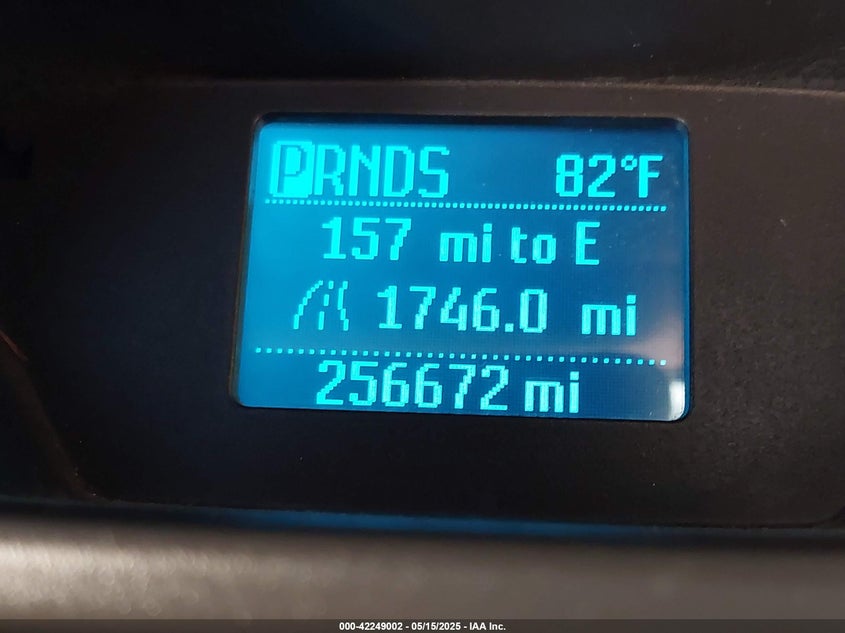 PRNDS 82°F
157 mi to E
1746.0 mi
256672 mi
000-42249002 - 05/15/2025 - IAA Inc.